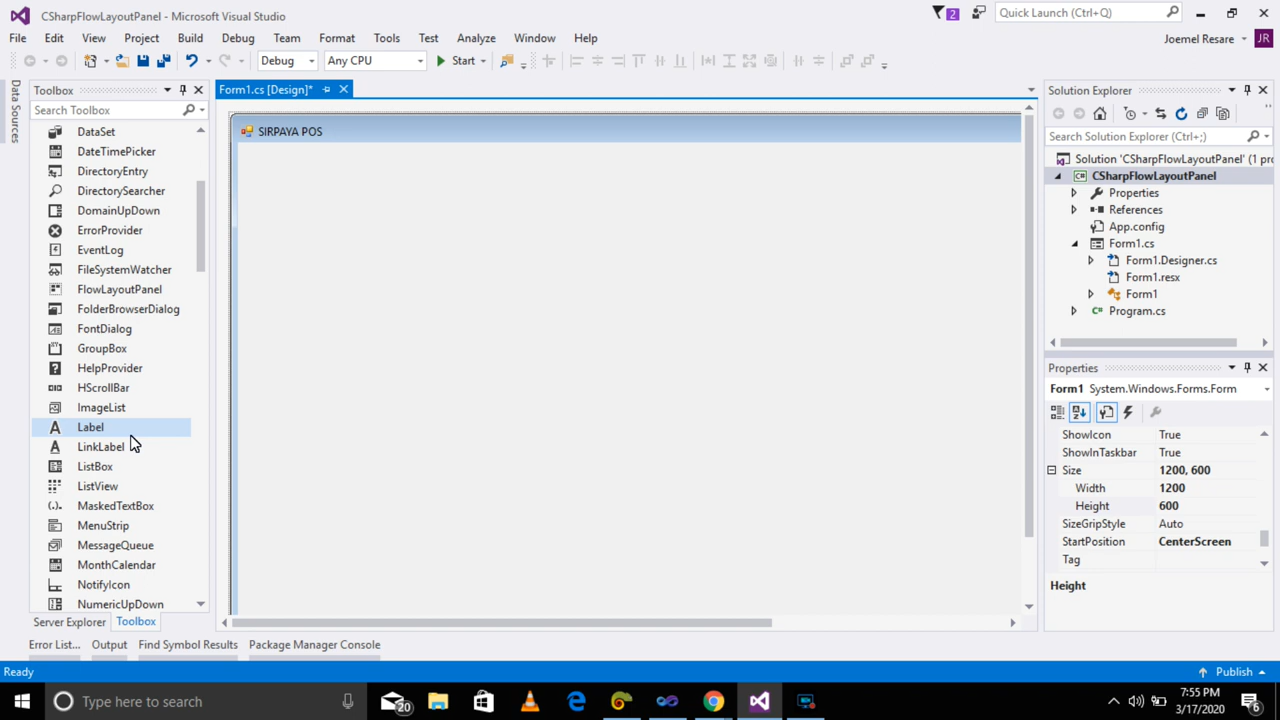 CSharpFlowLayoutPanel - Microsoft Visual Studio
2
Quick Launch (Ctrl+Q)
File Edit View Project Build Debug Team Format Tools Test Analyze Window Help
Joemel Resare JR
Debug Any CPU Start
Data Sources
Toolbox
Search Toolbox
DataSet
DateTimePicker
DirectoryEntry
DirectorySearcher
DomainUpDown
ErrorProvider
EventLog
FileSystemWatcher
FlowLayoutPanel
FolderBrowserDialog
FontDialog
GroupBox
HelpProvider
HScrollBar
ImageList
Label
LinkLabel
ListBox
ListView
MaskedTextBox
MenuStrip
MessageQueue
MonthCalendar
NotifyIcon
NumericUpDown
Server Explorer Toolbox
Form1.cs [Design]*
SIRPAYA POS
Solution Explorer
Search Solution Explorer (Ctrl+;)
Solution 'CSharpFlowLayoutPanel' (1 pro
CSharpFlowLayoutPanel
Properties
References
App.config
Form1.cs
Form1.Designer.cs
Form1.resx
Form1
Program.cs
Properties
Form1 System.Windows.Forms.Form
ShowIcon True
ShowInTaskbar True
Size 1200, 600
Width 1200
Height 600
SizeGripStyle Auto
StartPosition CenterScreen
Tag
Height
Error List... Output Find Symbol Results Package Manager Console
Ready
Publish
Type here to search
20
7:55 PM
3/17/2020
6